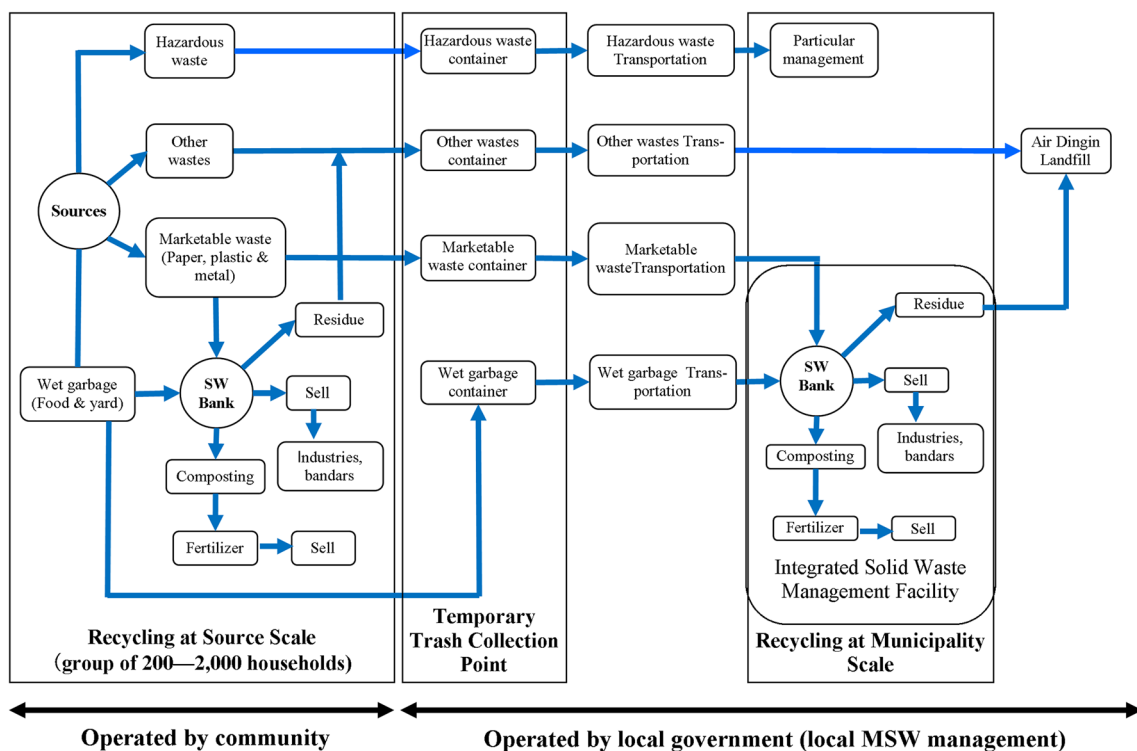 Hazardous
waste
Hazardous waste
container
Hazardous waste
Transportation
Particular
management
Other
wastes
Other wastes
container
Other wastes Trans-
portation
Air Dingin
Landfill
Sources
Marketable waste
(Paper, plastic &
metal)
Marketable
waste container
Marketable
wasteTransportation
Residue
Residue
Wet garbage
(Food & yard)
SW
Bank
Sell
Wet garbage
container
Wet garbage Trans-
portation
SW
Bank
Sell
Industries,
bandars
Industries,
bandars
Composting
Composting
Fertilizer
Sell
Fertilizer
Sell
Integrated Solid Waste
Management Facility
Recycling at Source Scale
(group of 200—2,000 households)
Temporary
Trash Collection
Point
Recycling at Municipality
Scale
Operated by community
Operated by local government (local MSW management)